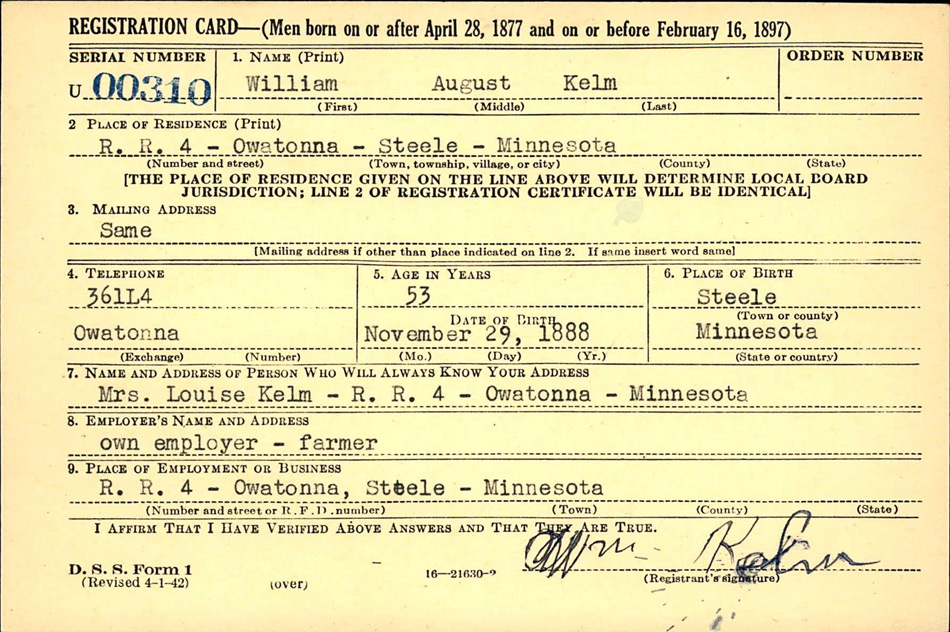 REGISTRATION CARD—(Men born on or after April 28, 1877 and on or before February 16, 1897)
SERIAL NUMBER 1. NAME (Print) ORDER NUMBER
U 00310 William August Kelm
(First) (Middle) (Last)
2 PLACE OF RESIDENCE (Print)
R. R. 4 - Owatonna - Steele - Minnesota
(Number and street) (Town, township, village, or city) (County) (State)
[THE PLACE OF RESIDENCE GIVEN ON THE LINE ABOVE WILL DETERMINE LOCAL BOARD
JURISDICTION; LINE 2 OF REGISTRATION CERTIFICATE WILL BE IDENTICAL]
3. MAILING ADDRESS
Same
[Mailing address if other than place indicated on line 2. If same insert word same]
4. TELEPHONE 5. AGE IN YEARS 6. PLACE OF BIRTH
361L4 53 Steele
DATE OF BIRTH (Town or county)
Owatonna November 29, 1888 Minnesota
(Exchange) (Number) (Mo.) (Day) (Yr.) (State or country)
7. NAME AND ADDRESS OF PERSON WHO WILL ALWAYS KNOW YOUR ADDRESS
Mrs. Louise Kelm - R. R. 4 - Owatonna - Minnesota
8. EMPLOYER'S NAME AND ADDRESS
own employer - farmer
9. PLACE OF EMPLOYMENT OR BUSINESS
R. R. 4 - Owatonna, Steele - Minnesota
(Number and street or R. F. D. number) (Town) (County) (State)
I AFFIRM THAT I HAVE VERIFIED ABOVE ANSWERS AND THAT THEY ARE TRUE.
Wm. Kelm
D. S. S. Form 1
(Revised 4-1-42) (over) 16—21630-2 (Registrant's signature)